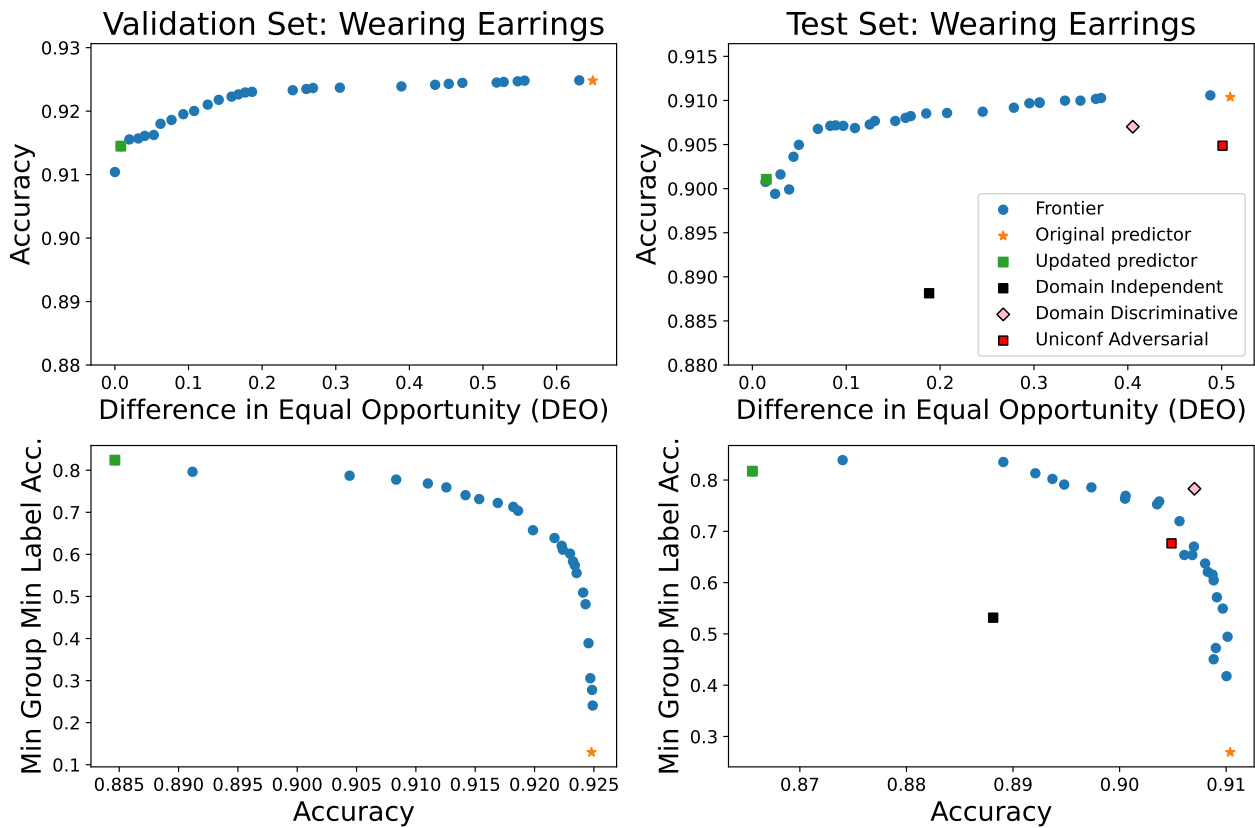 Validation Set: Wearing Earrings
0.93
0.92
0.91
0.90
0.89
0.88
Accuracy
0.0 0.1 0.2 0.3 0.4 0.5 0.6
Difference in Equal Opportunity (DEO)
Test Set: Wearing Earrings
0.915
0.910
0.905
0.900
0.895
0.890
0.885
0.880
Accuracy
Frontier
Original predictor
Updated predictor
Domain Independent
Domain Discriminative
Uniconf Adversarial
0.0 0.1 0.2 0.3 0.4 0.5
Difference in Equal Opportunity (DEO)
0.8
0.7
0.6
0.5
0.4
0.3
0.2
0.1
Min Group Min Label Acc.
0.885 0.890 0.895 0.900 0.905 0.910 0.915 0.920 0.925
Accuracy
0.8
0.7
0.6
0.5
0.4
0.3
Min Group Min Label Acc.
0.87 0.88 0.89 0.90 0.91
Accuracy